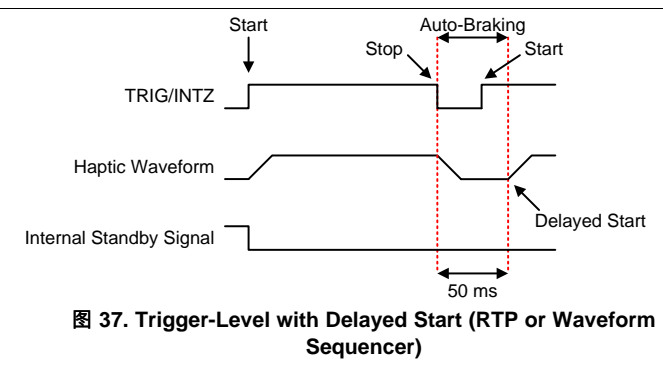 Start
Auto-Braking
Stop
Start
TRIG/INTZ
Haptic Waveform
Delayed Start
Internal Standby Signal
50 ms
图 37. Trigger-Level with Delayed Start (RTP or Waveform
Sequencer)